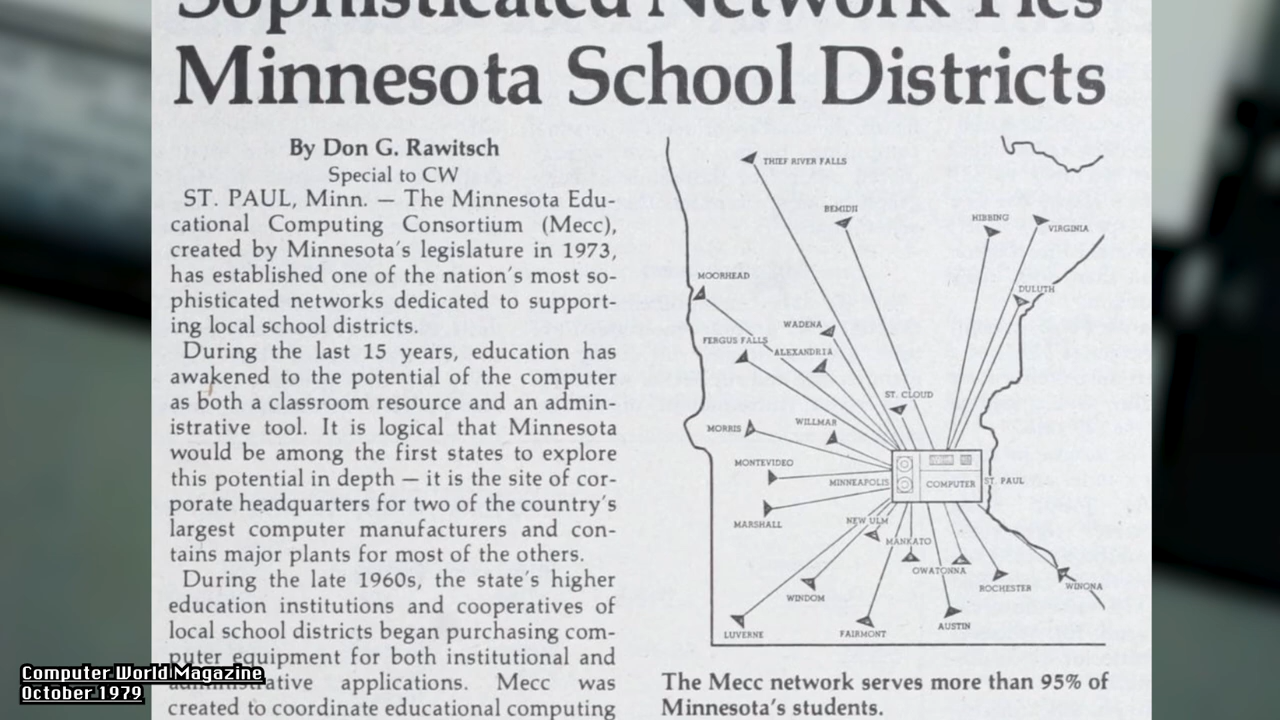 Sophisticated Network Ties
Minnesota School Districts
By Don G. Rawitsch
Special to CW
ST. PAUL, Minn. — The Minnesota Edu-
cational Computing Consortium (Mecc),
created by Minnesota's legislature in 1973,
has established one of the nation's most so-
phisticated networks dedicated to support-
ing local school districts.
During the last 15 years, education has
awakened to the potential of the computer
as both a classroom resource and an admin-
istrative tool. It is logical that Minnesota
would be among the first states to explore
this potential in depth — it is the site of cor-
porate headquarters for two of the country's
largest computer manufacturers and con-
tains major plants for most of the others.
During the late 1960s, the state's higher
education institutions and cooperatives of
local school districts began purchasing com-
puter equipment for both institutional and
administrative applications. Mecc was
created to coordinate educational computing
THIEF RIVER FALLS
BEMIDJI
HIBBING
VIRGINIA
MOORHEAD
DULUTH
WADENA
FERGUS FALLS
ALEXANDRIA
ST. CLOUD
MORRIS
WILLMAR
MONTEVIDEO
MINNEAPOLIS
COMPUTER
ST. PAUL
MARSHALL
NEW ULM
MANKATO
OWATONNA
ROCHESTER
WINONA
WINDOM
LUVERNE
FAIRMONT
AUSTIN
The Mecc network serves more than 95% of
Minnesota's students.
Computer World Magazine
October 1979